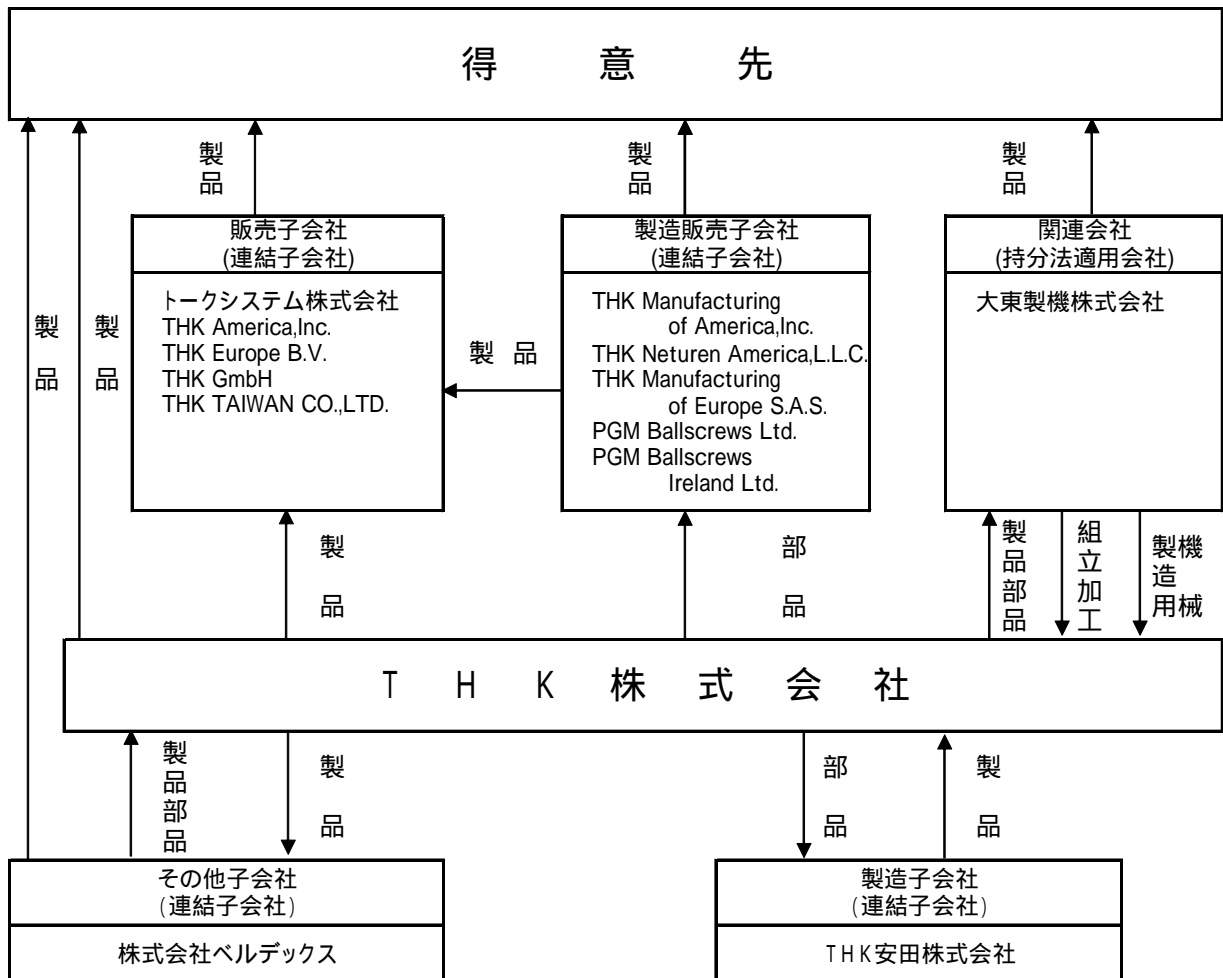 得意先
製品
製品
製品
製品
製品
販売子会社
(連結子会社)
トークシステム株式会社
THK America,Inc.
THK Europe B.V.
THK GmbH
THK TAIWAN CO.,LTD.
製品
製造販売子会社
(連結子会社)
THK Manufacturing
of America,Inc.
THK Neturen America,L.L.C.
THK Manufacturing
of Europe S.A.S.
PGM Ballscrews Ltd.
PGM Ballscrews
Ireland Ltd.
関連会社
(持分法適用会社)
大東製機株式会社
製品
部品
製品部品
組立加工
製造用
機械
THK株式会社
製品部品
製品
部品
製品
その他子会社
(連結子会社)
株式会社ベルデックス
製造子会社
(連結子会社)
THK安田株式会社